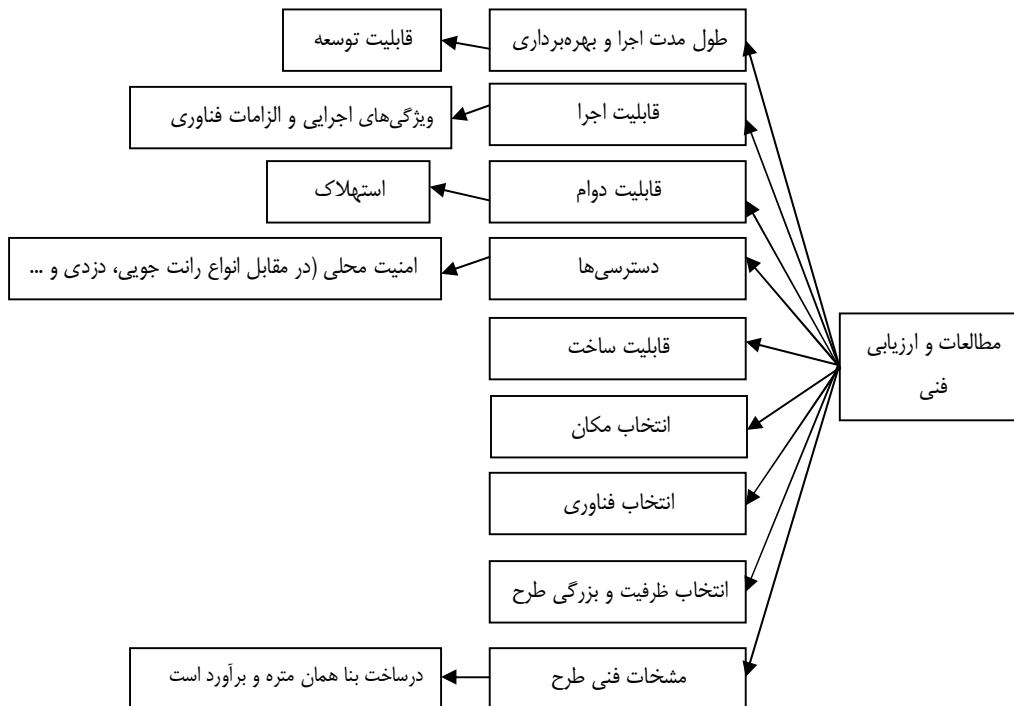 طول مدت اجرا و بهره‌برداری
قابلیت توسعه
قابلیت اجرا
ویژگی‌های اجرایی و الزامات فناوری
قابلیت دوام
استهلاک
دسترسی‌ها
امنیت محلی (در مقابل انواع رانت جویی، دزدی و ...
مطالعات و ارزیابی
فنی
قابلیت ساخت
انتخاب مکان
انتخاب فناوری
انتخاب ظرفیت و بزرگی طرح
مشخات فنی طرح
درساخت بنا همان متره و برآورد است